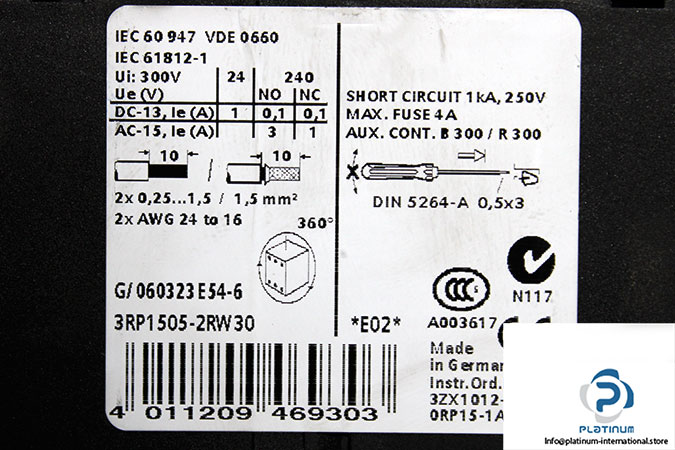 IEC 60 947 VDE 0660
IEC 61812-1
Ui: 300V 24 240
Ue (V) NO NC
DC-13, Ie (A) 1 0,1 0,1
AC-15, Ie (A) 3 1
10 / 10
2x 0,25...1,5 / 1,5 mm²
2x AWG 24 to 16
360°
G/ 060323 E54-6
3RP1505-2RW30
4 011209 469303
SHORT CIRCUIT 1kA, 250V
MAX. FUSE 4A
AUX. CONT. B 300 / R 300
DIN 5264-A 0,5x3
CCC S
N117
*E02*
A003617
Made
in German
Instr.Ord.
3ZX1012-
0RP15-1A
PLATINUM
Info@platinum-international.store